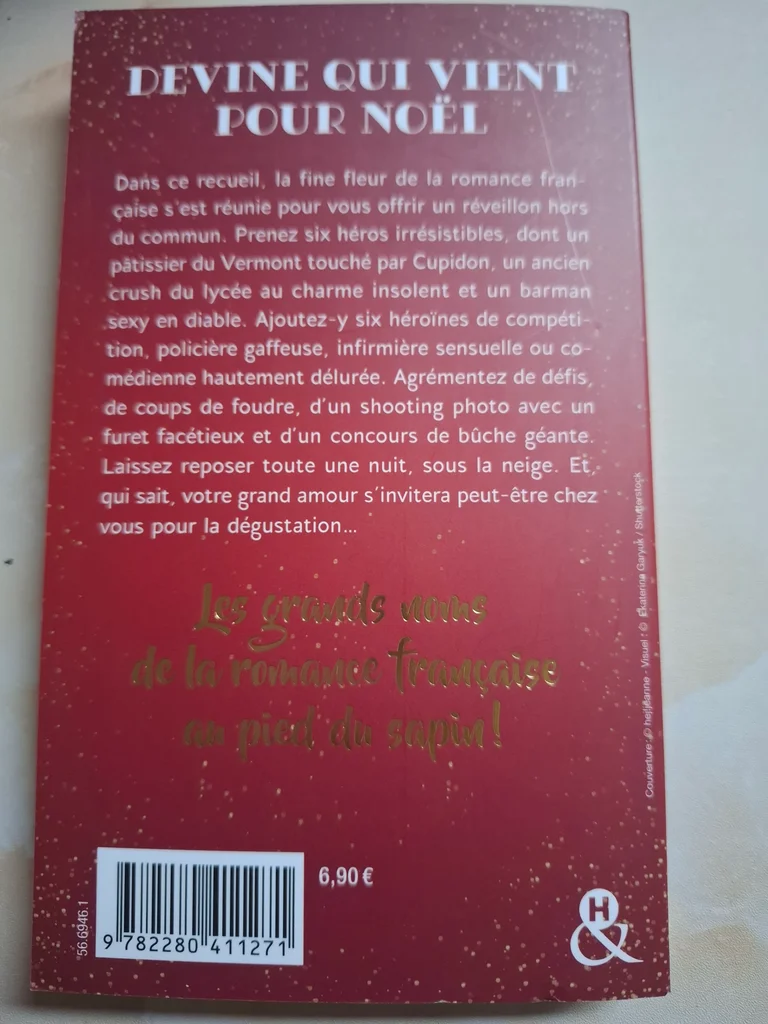 DEVINE QUI VIENT
POUR NOËL
Dans ce recueil, la fine fleur de la romance fran-
çaise s'est réunie pour vous offrir un réveillon hors
du commun. Prenez six héros irrésistibles, dont un
pâtissier du Vermont touché par Cupidon, un ancien
crush du lycée au charme insolent et un barman
sexy en diable. Ajoutez-y six héroïnes de compéti-
tion, policière gaffeuse, infirmière sensuelle ou co-
médienne hautement délurée. Agrémentez de défis,
de coups de foudre, d'un shooting photo avec un
furet facétieux et d'un concours de bûche géante.
Laissez reposer toute une nuit, sous la neige. Et,
qui sait, votre grand amour s'invitera peut-être chez
vous pour la dégustation...
Les grands noms
de la romance française
au pied du sapin !
Couverture : © hejljeanne - Visuel : © Ekaterina Garyuk / Shutterstock
6,90 €
56.6946.1
9 782280 411271
H
&